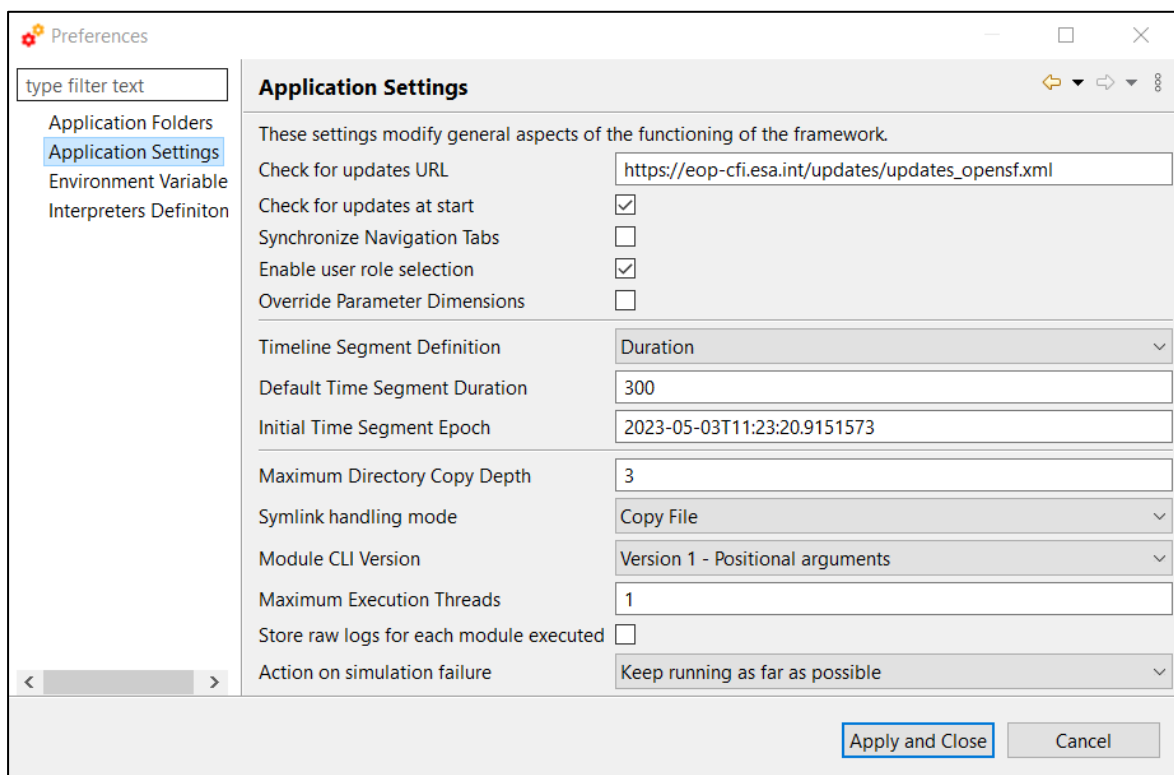 Preferences
type filter text
Application Folders
Application Settings
Environment Variable
Interpreters Definiton
Application Settings
These settings modify general aspects of the functioning of the framework.
Check for updates URL https://eop-cfi.esa.int/updates/updates_opensf.xml
Check for updates at start
Synchronize Navigation Tabs
Enable user role selection
Override Parameter Dimensions
Timeline Segment Definition Duration
Default Time Segment Duration 300
Initial Time Segment Epoch 2023-05-03T11:23:20.9151573
Maximum Directory Copy Depth 3
Symlink handling mode Copy File
Module CLI Version Version 1 - Positional arguments
Maximum Execution Threads 1
Store raw logs for each module executed
Action on simulation failure Keep running as far as possible
Apply and Close Cancel